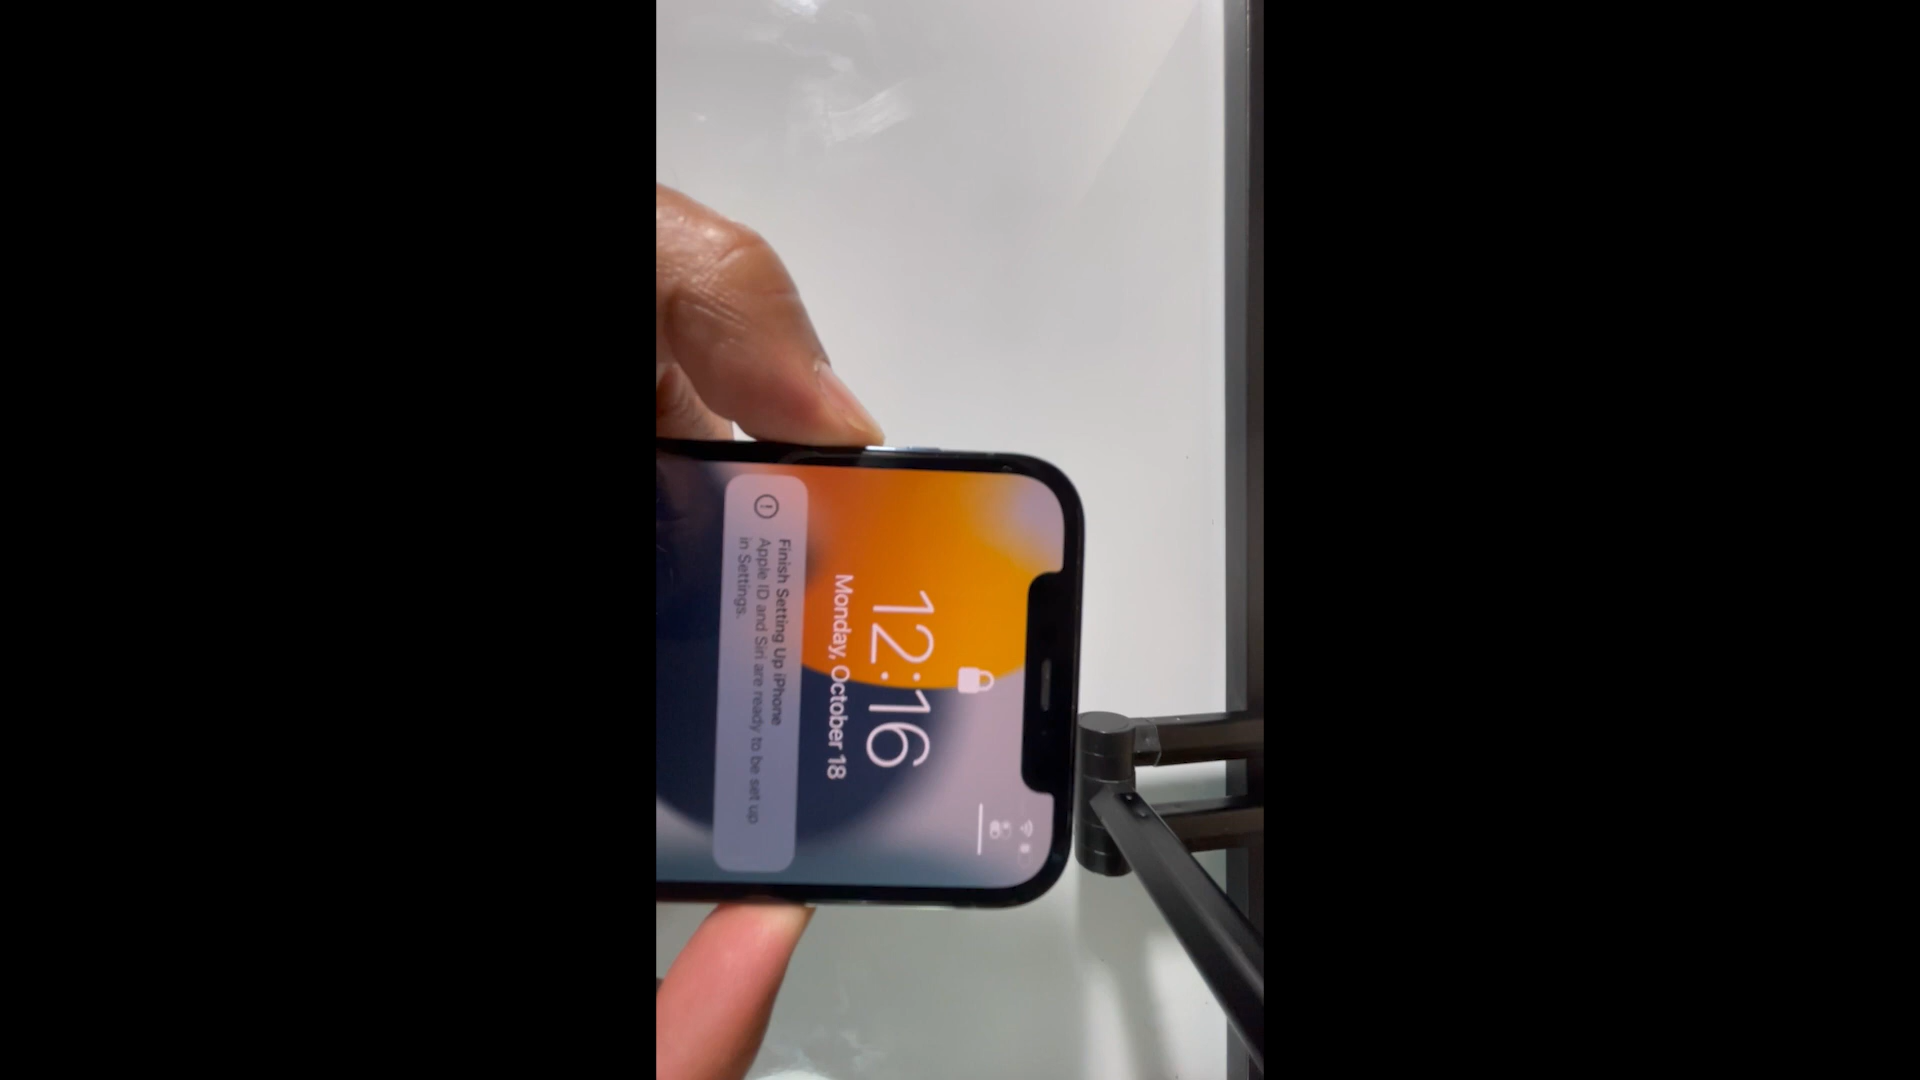 12:16
Monday, October 18
Finish Setting Up iPhone
Apple ID and Siri are ready to be set up
in Settings.